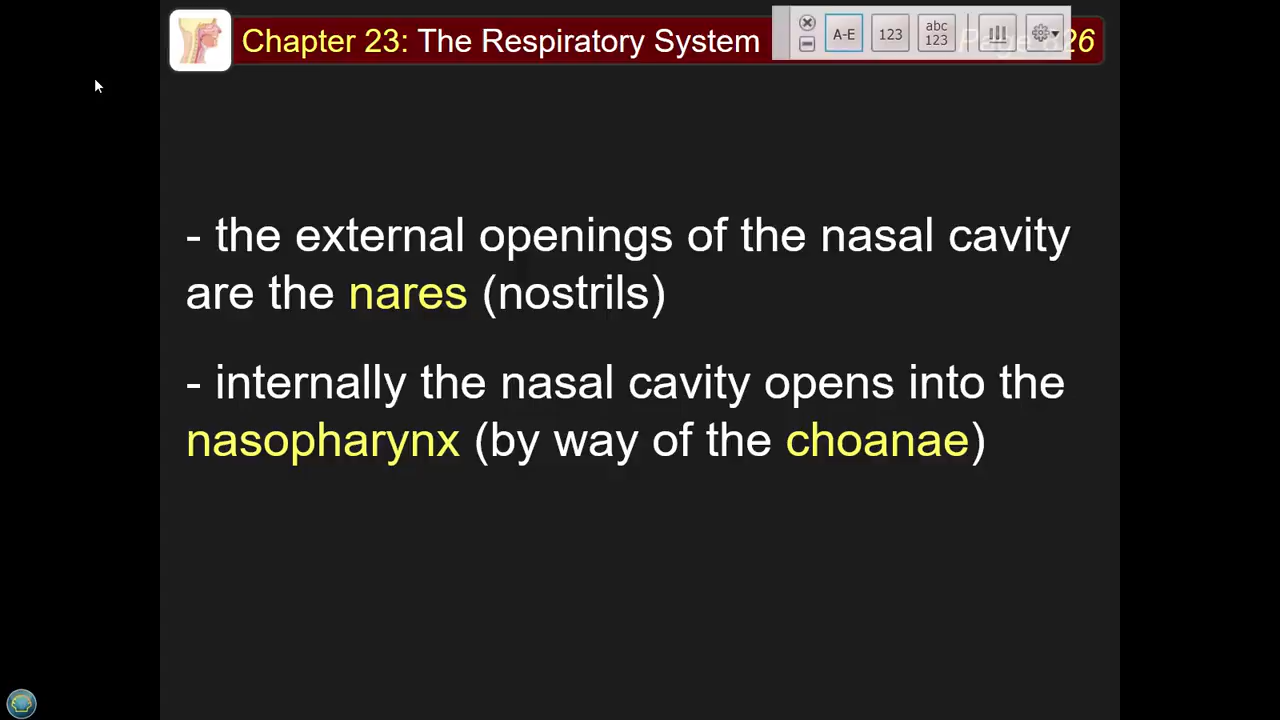 Chapter 23: The Respiratory System
A-E
123
abc
123
26
- the external openings of the nasal cavity
are the nares (nostrils)
- internally the nasal cavity opens into the
nasopharynx (by way of the choanae)